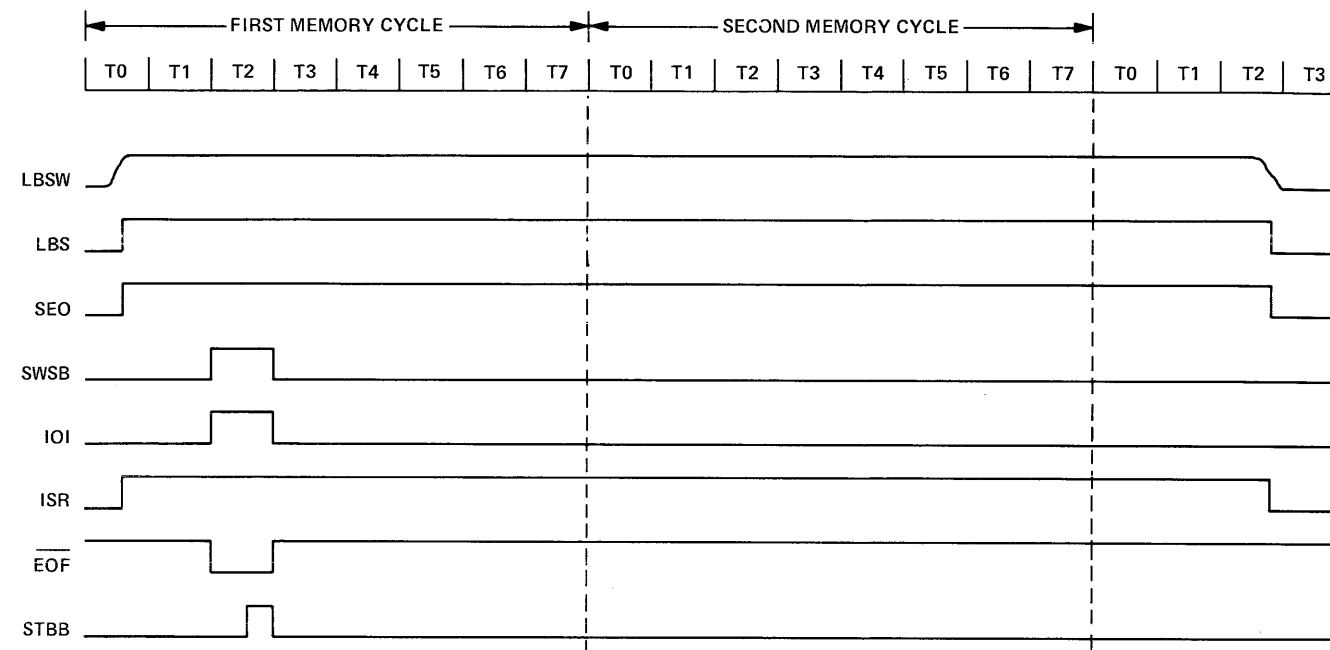 FIRST MEMORY CYCLE SECOND MEMORY CYCLE
T0 T1 T2 T3 T4 T5 T6 T7 T0 T1 T2 T3 T4 T5 T6 T7 T0 T1 T2 T3
LBSW
LBS
SEO
SWSB
IOI
ISR
EOF
STBB